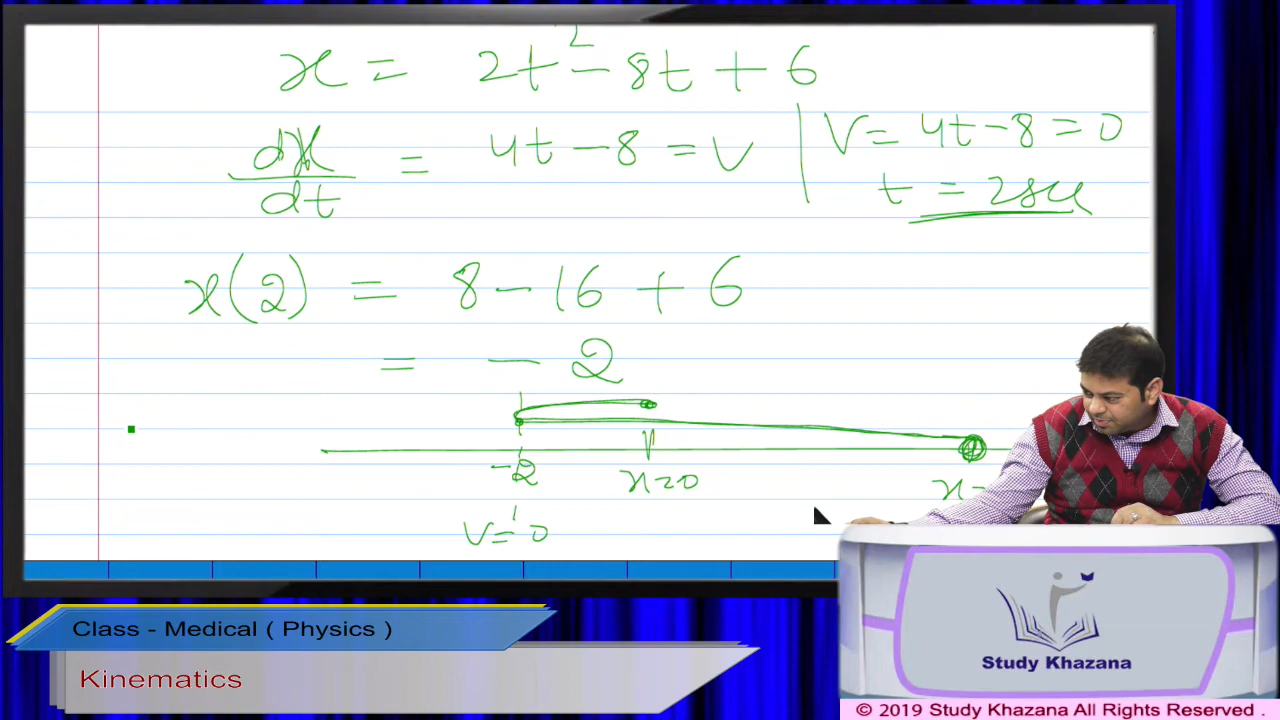 x = 2t² - 8t + 6
dx/dt = 4t - 8 = v
V = 4t - 8 = 0
t = 2sec
x(2) = 8 - 16 + 6
= - 2
-2
x=0
x=
V=0
Class - Medical ( Physics )
Kinematics
Study Khazana
© 2019 Study Khazana All Rights Reserved .